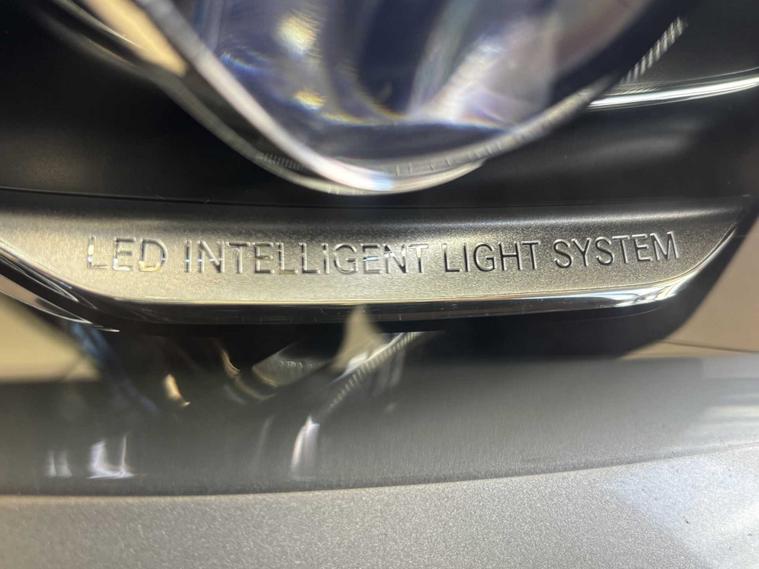 LED INTELLIGENT LIGHT SYSTEM